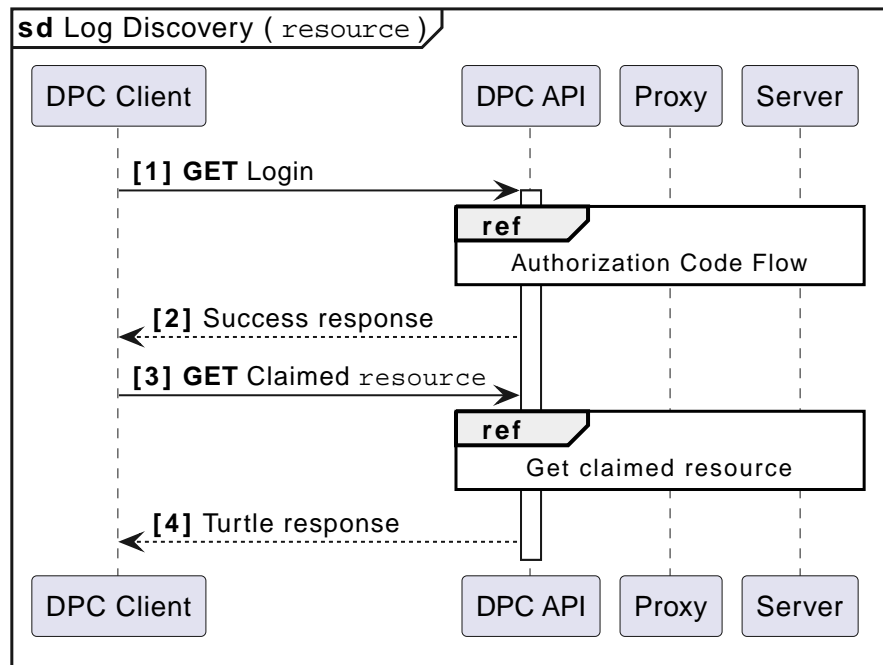 sd Log Discovery ( resource )
DPC Client DPC API Proxy Server
[1] GET Login
ref
Authorization Code Flow
[2] Success response
[3] GET Claimed resource
ref
Get claimed resource
[4] Turtle response
DPC Client DPC API Proxy Server